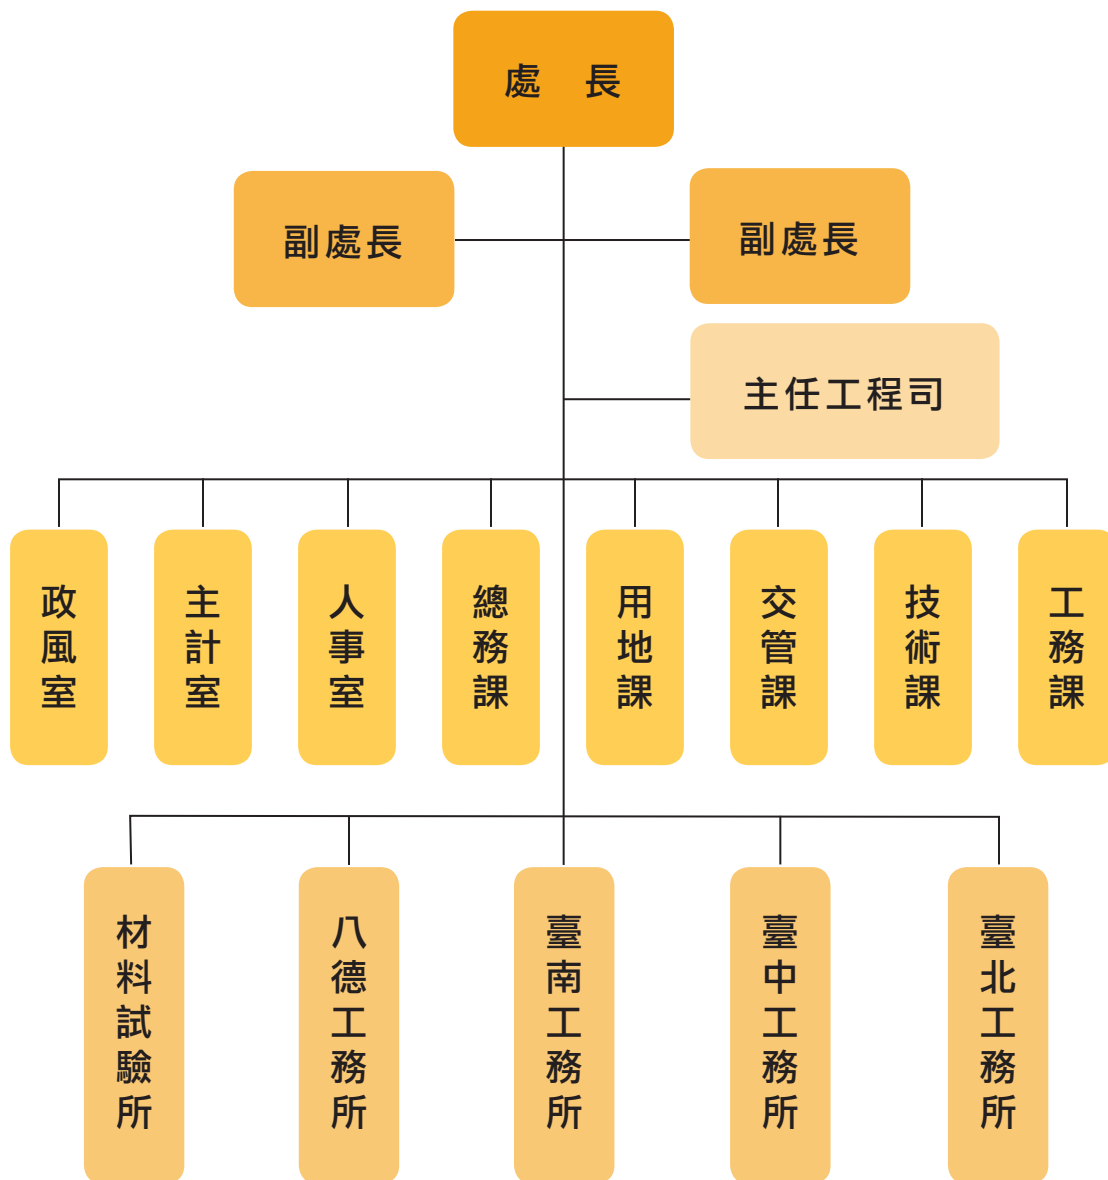 處　長
副處長
副處長
主任工程司
政風室
主計室
人事室
總務課
用地課
交管課
技術課
工務課
材料試驗所
八德工務所
臺南工務所
臺中工務所
臺北工務所